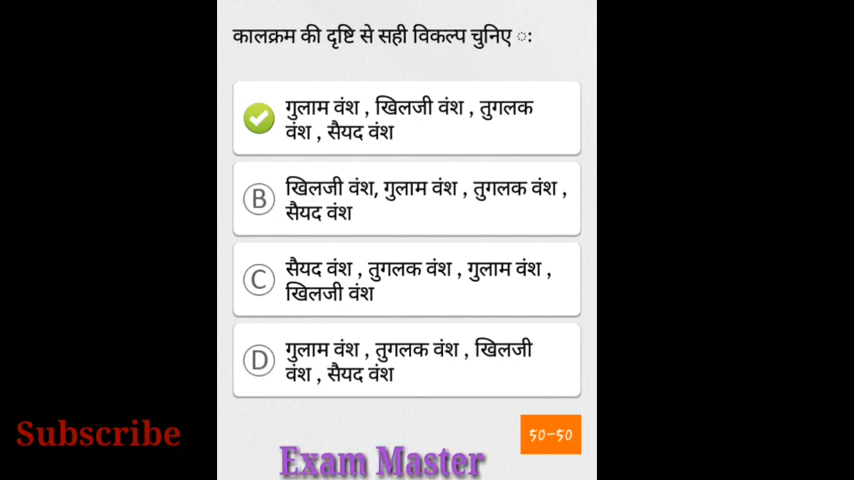 कालक्रम की दृष्टि से सही विकल्प चुनिए ः:
गुलाम वंश , खिलजी वंश , तुगलक
वंश , सैयद वंश
B
खिलजी वंश, गुलाम वंश , तुगलक वंश ,
सैयद वंश
C
सैयद वंश , तुगलक वंश , गुलाम वंश ,
खिलजी वंश
D
गुलाम वंश , तुगलक वंश , खिलजी
वंश , सैयद वंश
50-50
Subscribe
Exam Master